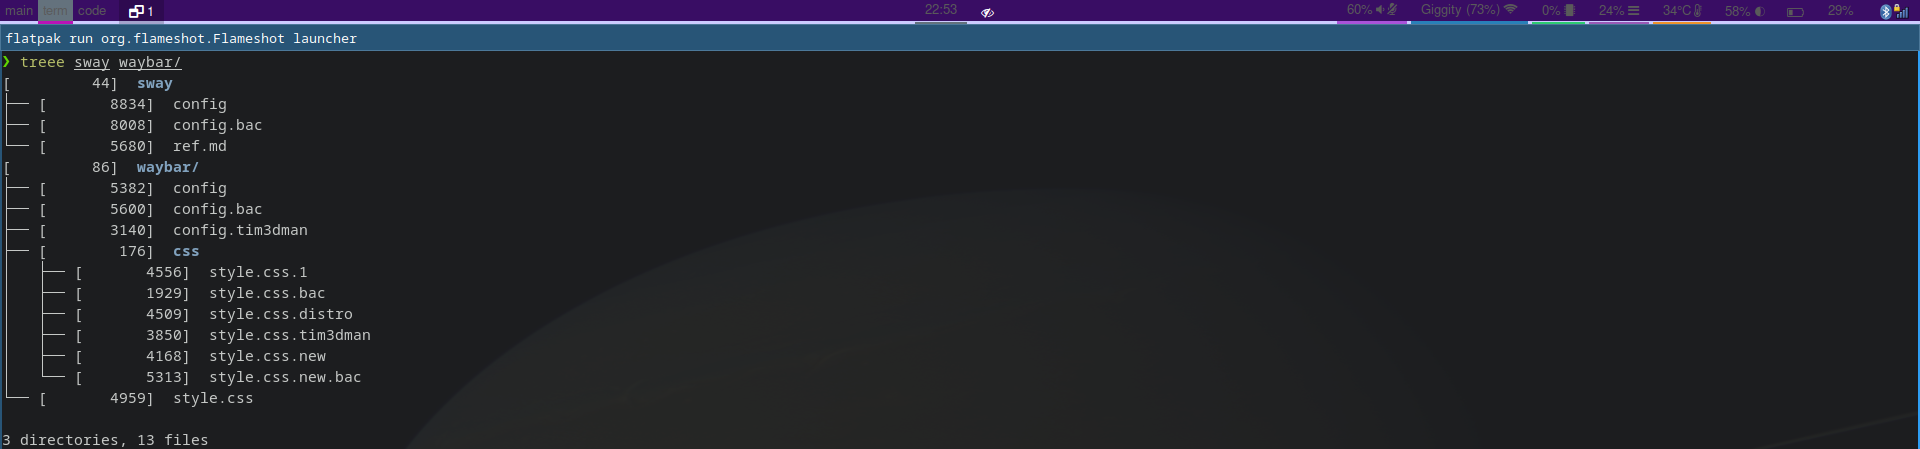 main term code 1 22:53 60% Giggity (73%) 0% 24% 34°C 58% 29%
flatpak run org.flameshot.Flameshot launcher
❯ treee sway waybar/
[         44]  sway
├── [       8834]  config
├── [       8008]  config.bac
└── [       5680]  ref.md
[         86]  waybar/
├── [       5382]  config
├── [       5600]  config.bac
├── [       3140]  config.tim3dman
├── [        176]  css
│   ├── [       4556]  style.css.1
│   ├── [       1929]  style.css.bac
│   ├── [       4509]  style.css.distro
│   ├── [       3850]  style.css.tim3dman
│   ├── [       4168]  style.css.new
│   └── [       5313]  style.css.new.bac
└── [       4959]  style.css
3 directories, 13 files